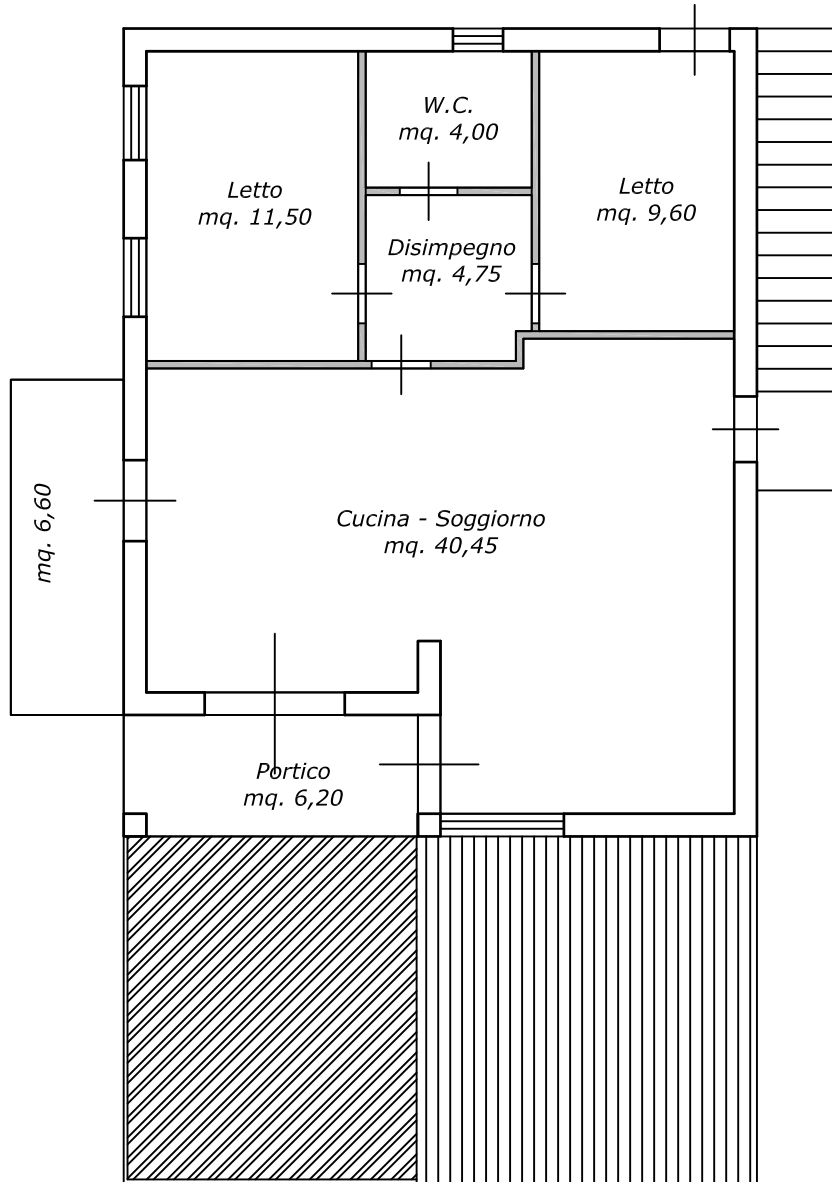 W.C.
mq. 4,00
Letto
mq. 11,50
Letto
mq. 9,60
Disimpegno
mq. 4,75
mq. 6,60
Cucina - Soggiorno
mq. 40,45
Portico
mq. 6,20